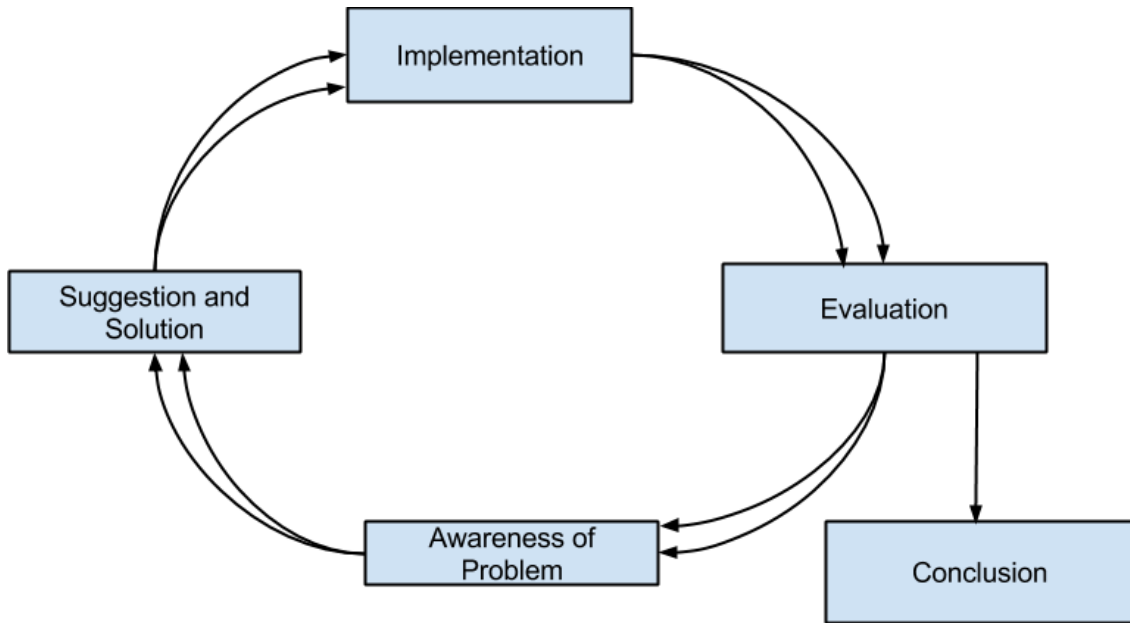 Implementation
Suggestion and
Solution
Evaluation
Awareness of
Problem
Conclusion